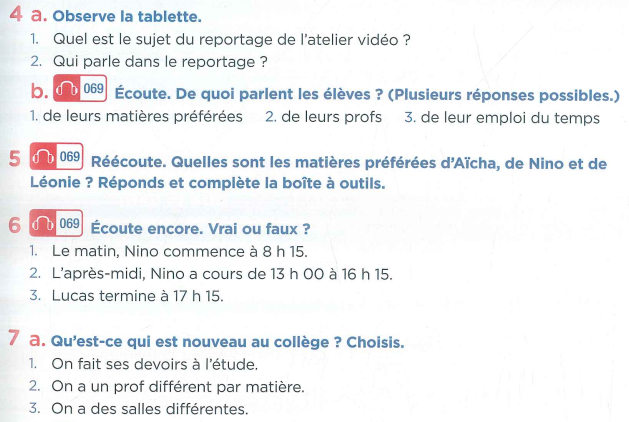 4 a. Observe la tablette.
1. Quel est le sujet du reportage de l'atelier vidéo ?
2. Qui parle dans le reportage ?
b. 069 Écoute. De quoi parlent les élèves ? (Plusieurs réponses possibles.)
1. de leurs matières préférées 2. de leurs profs 3. de leur emploi du temps
5 069 Réécoute. Quelles sont les matières préférées d'Aïcha, de Nino et de
Léonie ? Réponds et complète la boîte à outils.
6 069 Écoute encore. Vrai ou faux ?
1. Le matin, Nino commence à 8 h 15.
2. L'après-midi, Nino a cours de 13 h 00 à 16 h 15.
3. Lucas termine à 17 h 15.
7 a. Qu'est-ce qui est nouveau au collège ? Choisis.
1. On fait ses devoirs à l'étude.
2. On a un prof différent par matière.
3. On a des salles différentes.